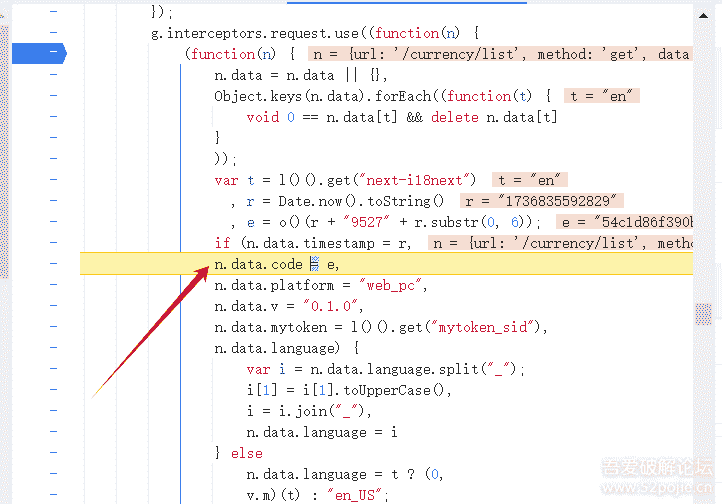 });
g.interceptors.request.use((function(n) {
(function(n) { n = {url: '/currency/list', method: 'get', data
n.data = n.data || {},
Object.keys(n.data).forEach((function(t) { t = "en"
void 0 == n.data[t] && delete n.data[t]
}
));
var t = l()().get("next-i18next") t = "en"
, r = Date.now().toString() r = "1736835592829"
, e = o()(r + "9527" + r.substr(0, 6)); e = "54c1d86f390b
if (n.data.timestamp = r, n = {url: '/currency/list', metho
n.data.code = e,
n.data.platform = "web_pc",
n.data.v = "0.1.0",
n.data.mytoken = l()().get("mytoken_sid"),
n.data.language) {
var i = n.data.language.split("_");
i[1] = i[1].toUpperCase(),
i = i.join("_"),
n.data.language = i
} else
n.data.language = t ? (0,
v.m)(t) : "en_US";
吾爱破解论坛
www.52pojie.cn